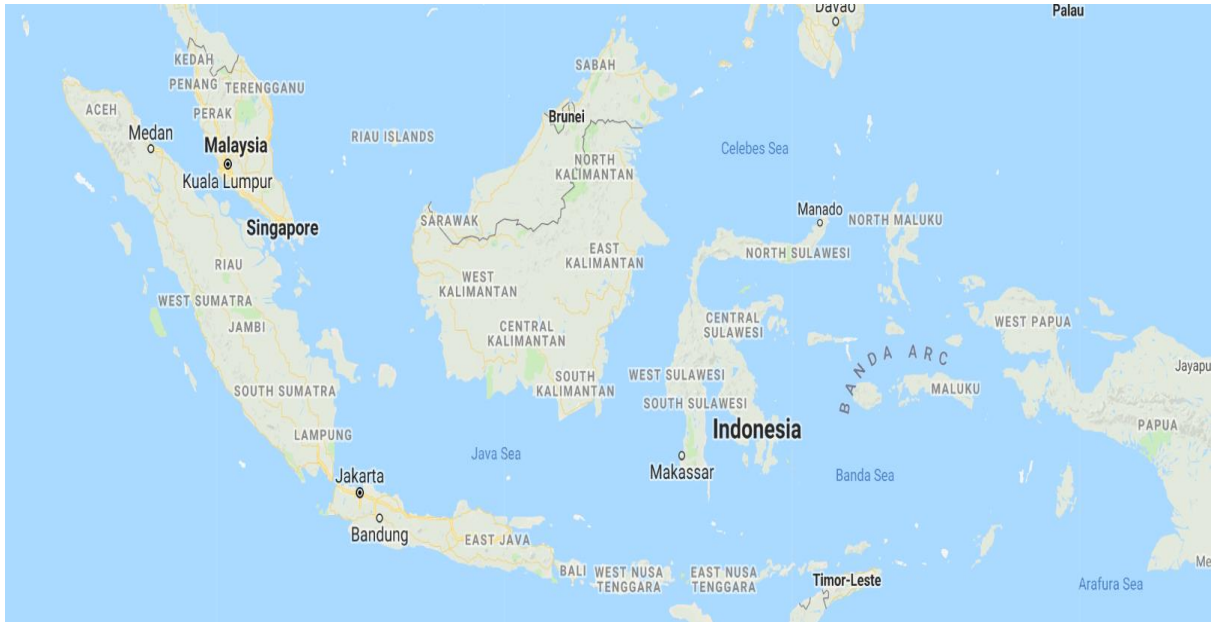 Davao
Palau
KEDAH
SABAH
PENANG
TERENGGANU
ACEH
PERAK
Brunei
Medan
RIAU ISLANDS
Malaysia
Celebes Sea
NORTH
KALIMANTAN
Kuala Lumpur
Manado
NORTH MALUKU
SARAWAK
Singapore
EAST
KALIMANTAN
NORTH SULAWESI
RIAU
WEST
KALIMANTAN
WEST SUMATRA
CENTRAL
SULAWESI
WEST PAPUA
JAMBI
CENTRAL
KALIMANTAN
BANDA ARC
Jayapu
SOUTH
KALIMANTAN
WEST SULAWESI
SOUTH SUMATRA
MALUKU
SOUTH SULAWESI
PAPUA
LAMPUNG
Indonesia
Java Sea
Makassar
Banda Sea
Jakarta
Bandung
EAST JAVA
Me
BALI
WEST NUSA
TENGGARA
EAST NUSA
TENGGARA
Timor-Leste
Arafura Sea